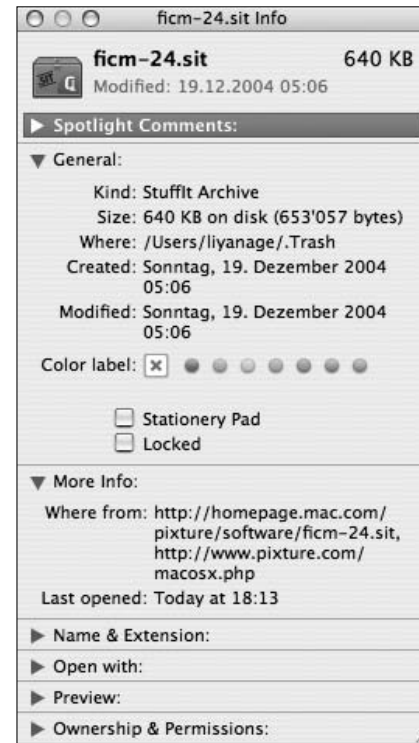 ficm-24.sit Info
ficm-24.sit 640 KB
Modified: 19.12.2004 05:06
Spotlight Comments:
General:
Kind: StuffIt Archive
Size: 640 KB on disk (653'057 bytes)
Where: /Users/liyanage/.Trash
Created: Sonntag, 19. Dezember 2004
05:06
Modified: Sonntag, 19. Dezember 2004
05:06
Color label:
Stationery Pad
Locked
More Info:
Where from: http://homepage.mac.com/
pixture/software/ficm-24.sit,
http://www.pixture.com/
macosx.php
Last opened: Today at 18:13
Name & Extension:
Open with:
Preview:
Ownership & Permissions: